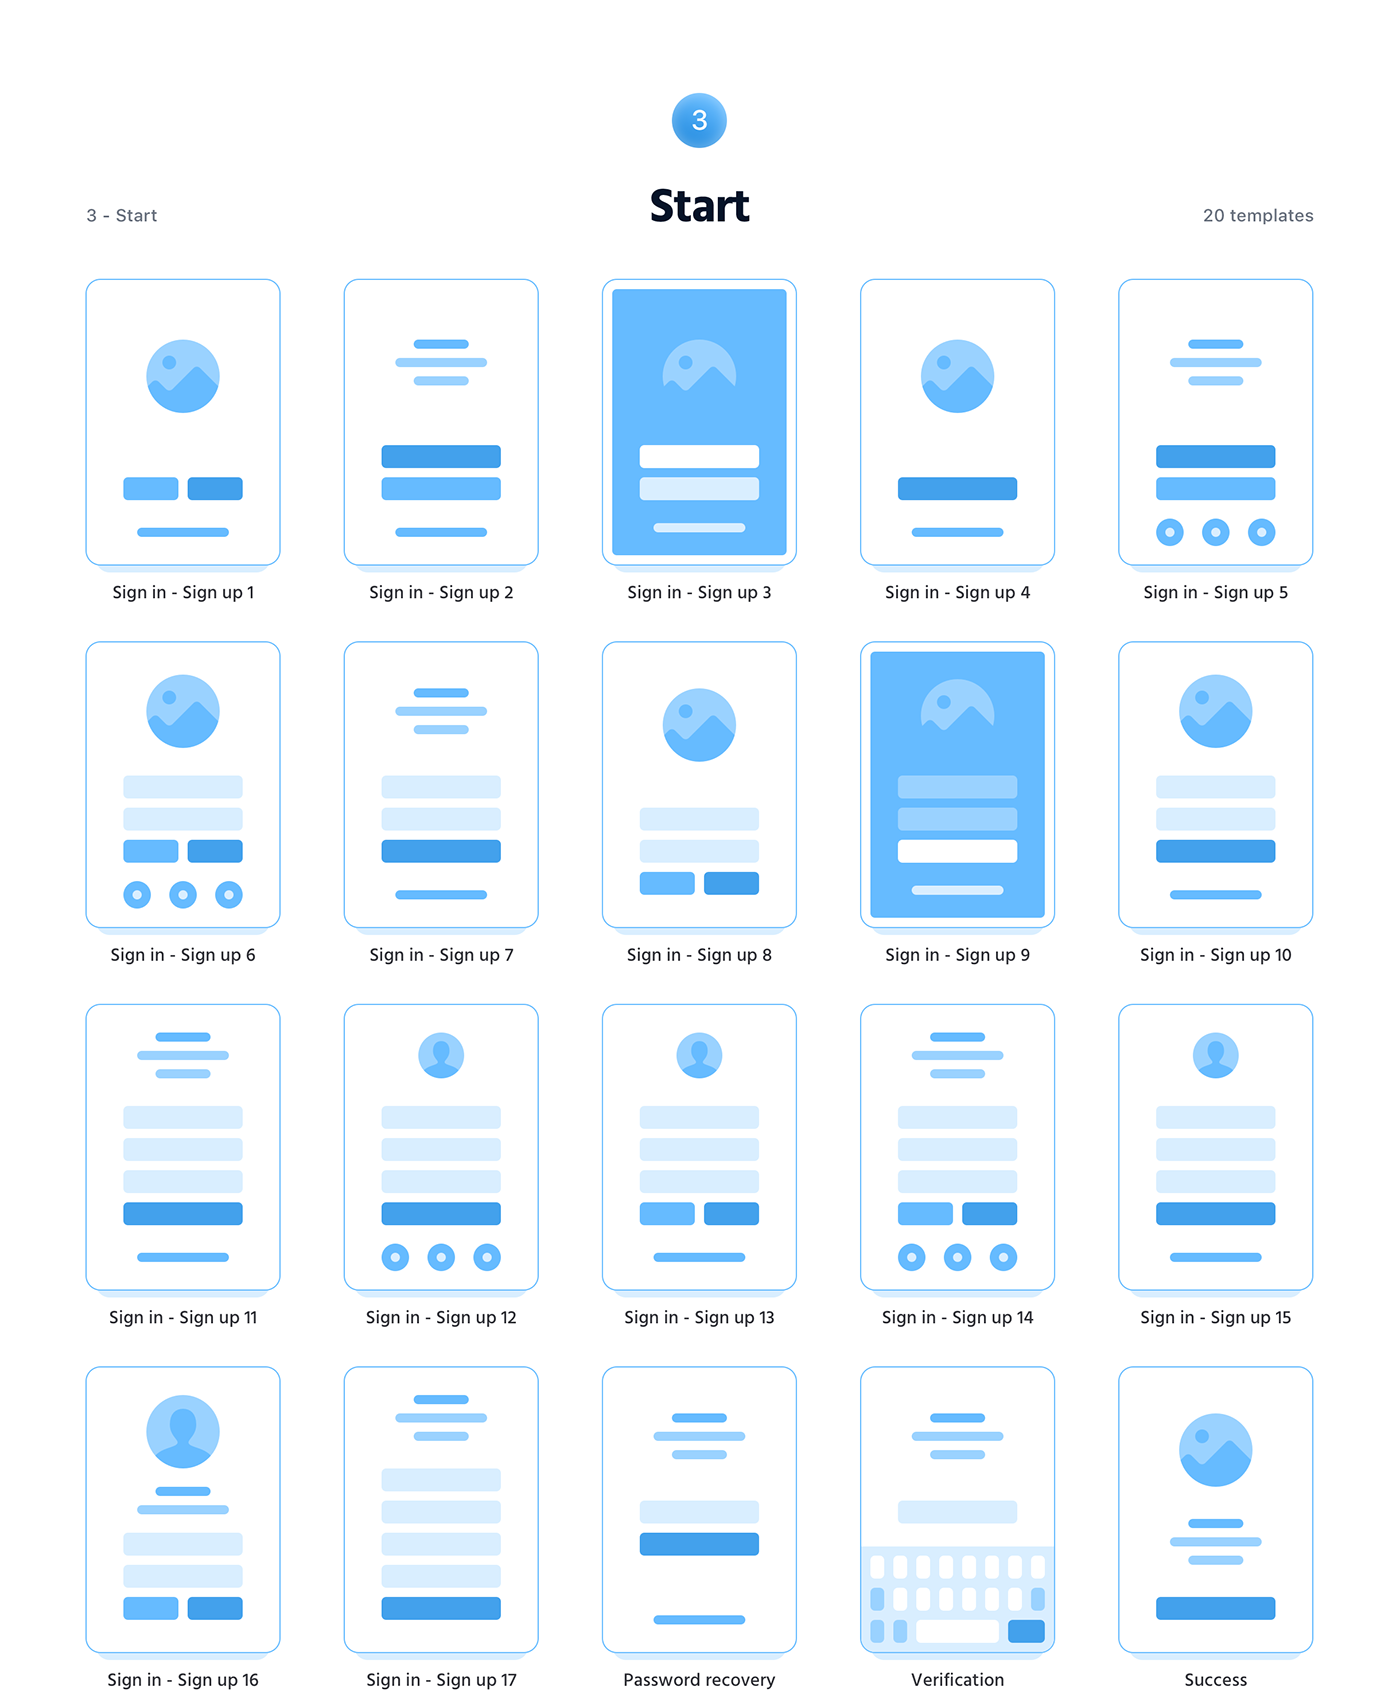 3
Start
3 - Start
20 templates
Sign in - Sign up 1
Sign in - Sign up 2
Sign in - Sign up 3
Sign in - Sign up 4
Sign in - Sign up 5
Sign in - Sign up 6
Sign in - Sign up 7
Sign in - Sign up 8
Sign in - Sign up 9
Sign in - Sign up 10
Sign in - Sign up 11
Sign in - Sign up 12
Sign in - Sign up 13
Sign in - Sign up 14
Sign in - Sign up 15
Sign in - Sign up 16
Sign in - Sign up 17
Password recovery
Verification
Success